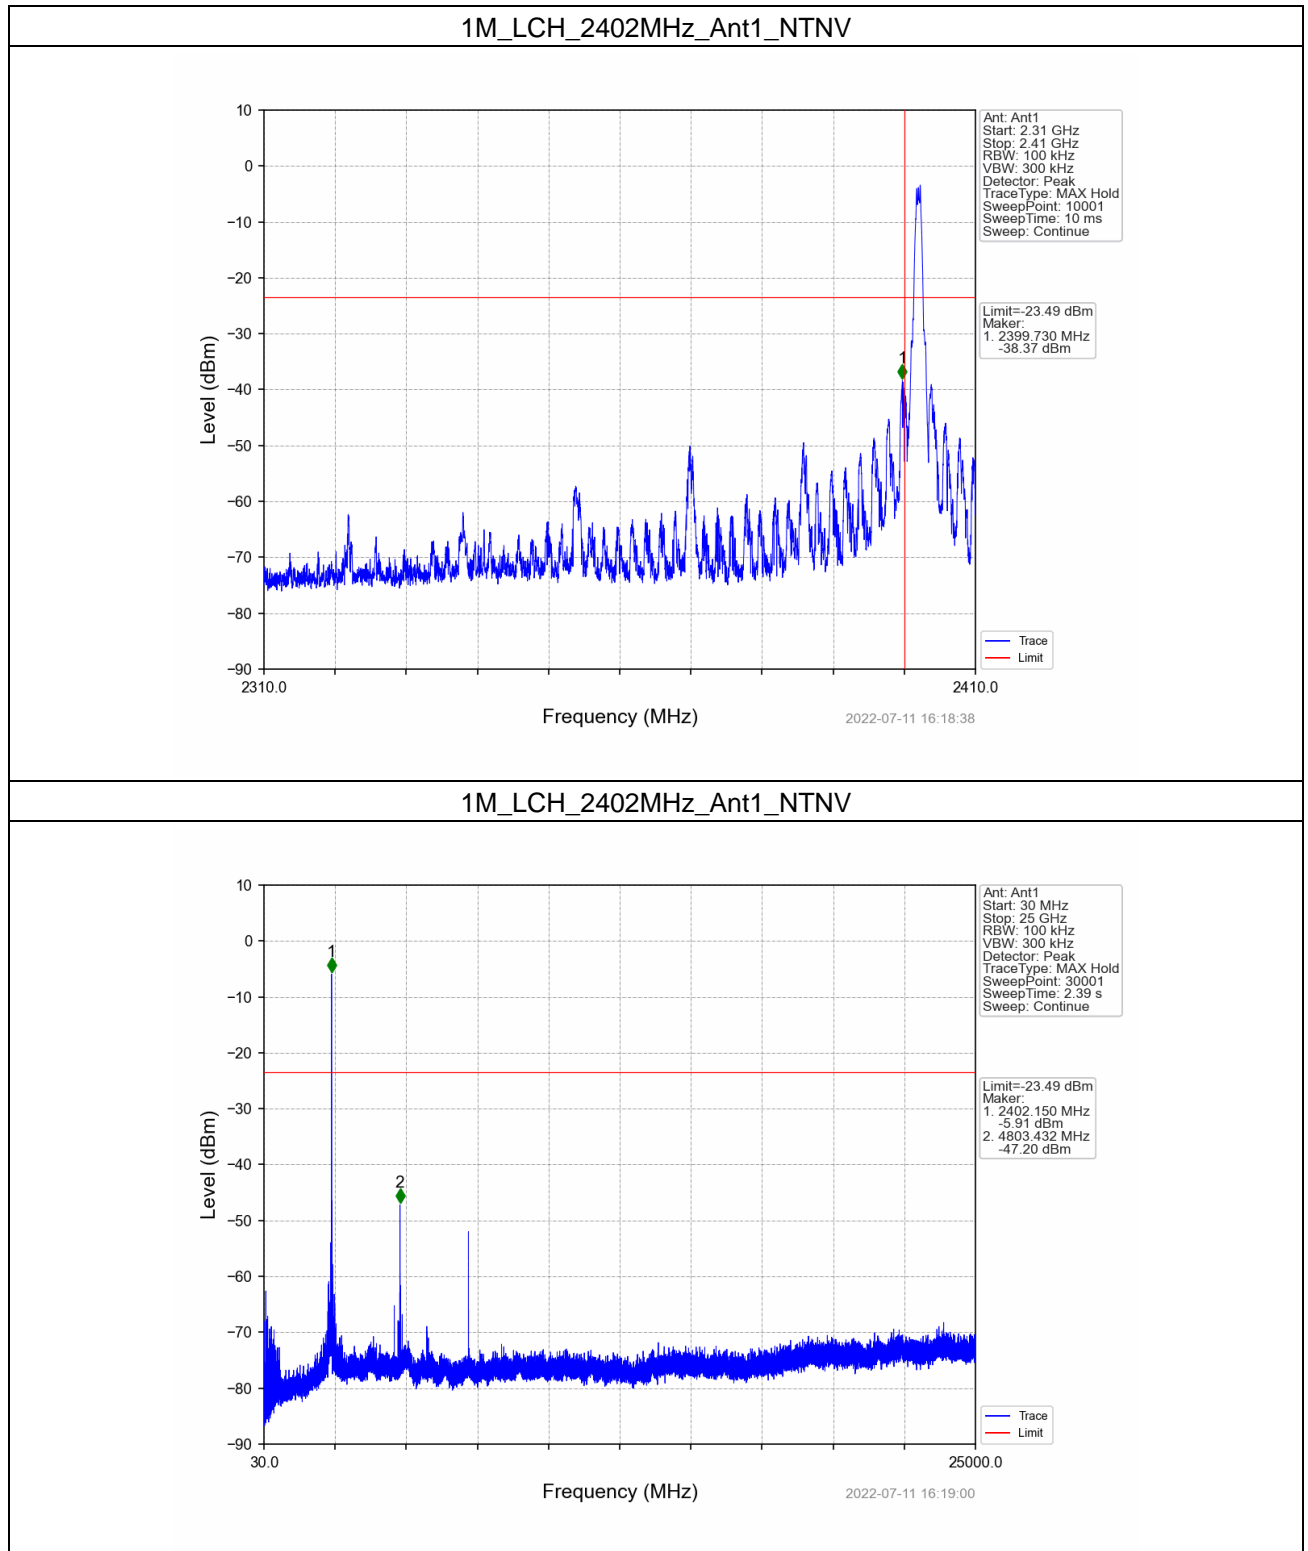 1M_LCH_2402MHz_Ant1_NTNV
10
0
−10
−20
−30
−40
−50
−60
−70
−80
−90
Level (dBm)
2310.0
2410.0
Frequency (MHz)
2022-07-11 16:18:38
1
Ant: Ant1
Start: 2.31 GHz
Stop: 2.41 GHz
RBW: 100 kHz
VBW: 300 kHz
Detector: Peak
TraceType: MAX Hold
SweepPoint: 10001
SweepTime: 10 ms
Sweep: Continue
Limit=-23.49 dBm
Maker:
1. 2399.730 MHz
-38.37 dBm
Trace
Limit
1M_LCH_2402MHz_Ant1_NTNV
10
0
−10
−20
−30
−40
−50
−60
−70
−80
−90
Level (dBm)
30.0
25000.0
Frequency (MHz)
2022-07-11 16:19:00
1
2
Ant: Ant1
Start: 30 MHz
Stop: 25 GHz
RBW: 100 kHz
VBW: 300 kHz
Detector: Peak
TraceType: MAX Hold
SweepPoint: 30001
SweepTime: 2.39 s
Sweep: Continue
Limit=-23.49 dBm
Maker:
1. 2402.150 MHz
-5.91 dBm
2. 4803.432 MHz
-47.20 dBm
Trace
Limit